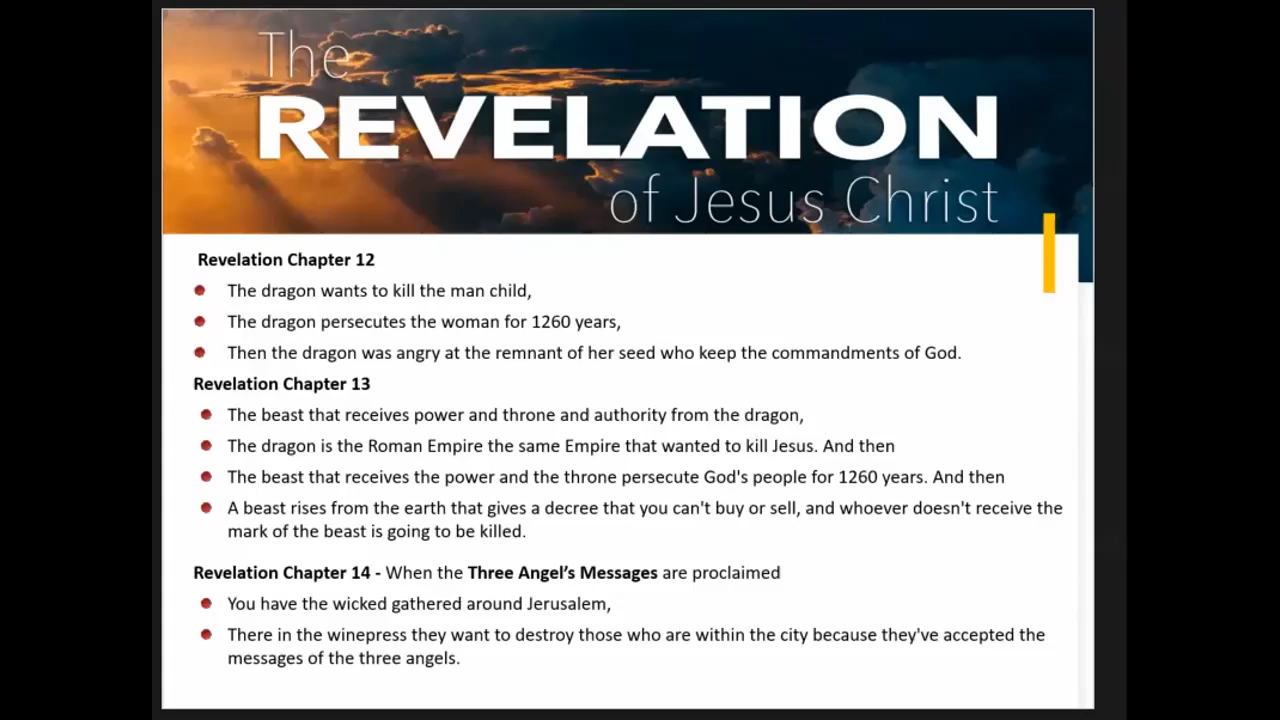 The
REVELATION
of Jesus Christ
Revelation Chapter 12
The dragon wants to kill the man child,
The dragon persecutes the woman for 1260 years,
Then the dragon was angry at the remnant of her seed who keep the commandments of God.
Revelation Chapter 13
The beast that receives power and throne and authority from the dragon,
The dragon is the Roman Empire the same Empire that wanted to kill Jesus. And then
The beast that receives the power and the throne persecute God's people for 1260 years. And then
A beast rises from the earth that gives a decree that you can't buy or sell, and whoever doesn't receive the
mark of the beast is going to be killed.
Revelation Chapter 14 - When the Three Angel’s Messages are proclaimed
You have the wicked gathered around Jerusalem,
There in the winepress they want to destroy those who are within the city because they've accepted the
messages of the three angels.